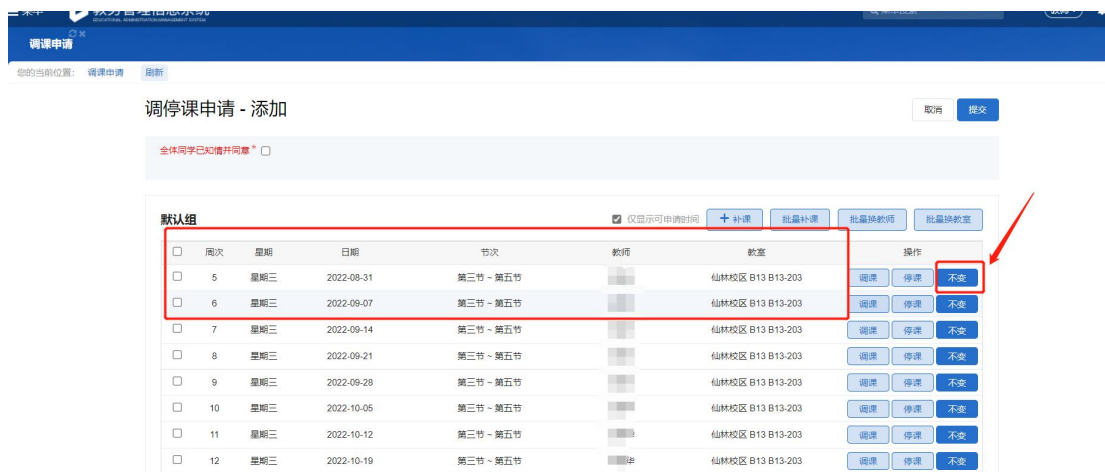 EDUCATIONAL ADMINISTRATION MANAGEMENT SYSTEM
调课申请
您的当前位置： 调课申请 刷新
调停课申请 - 添加 取消 提交
全体同学已知情并同意 *
默认组 仅显示可申请时间 + 补课 批量补课 批量换教师 批量换教室
周次 星期 日期 节次 教师 教室 操作
5 星期三 2022-08-31 第三节 ~ 第五节 仙林校区 B13 B13-203 调课 停课 不变
6 星期三 2022-09-07 第三节 ~ 第五节 仙林校区 B13 B13-203 调课 停课 不变
7 星期三 2022-09-14 第三节 ~ 第五节 仙林校区 B13 B13-203 调课 停课 不变
8 星期三 2022-09-21 第三节 ~ 第五节 仙林校区 B13 B13-203 调课 停课 不变
9 星期三 2022-09-28 第三节 ~ 第五节 仙林校区 B13 B13-203 调课 停课 不变
10 星期三 2022-10-05 第三节 ~ 第五节 仙林校区 B13 B13-203 调课 停课 不变
11 星期三 2022-10-12 第三节 ~ 第五节 仙林校区 B13 B13-203 调课 停课 不变
12 星期三 2022-10-19 第三节 ~ 第五节 仙林校区 B13 B13-203 调课 停课 不变